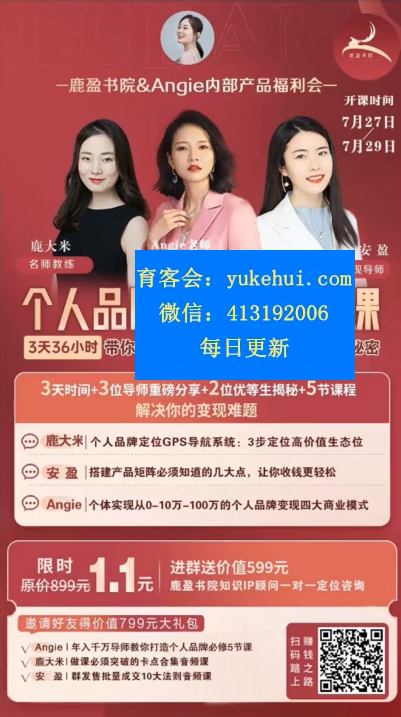 鹿盈书院
鹿盈书院&Angie内部产品福利会
开课时间
7月27日
7月29日
鹿大米
名师教练
Angie老师
安 盈
现导师
育客会：yukehui.com
微信：413192006
每日更新
个人品
课
3天36小时
带你
秘密
3天时间+3位导师重磅分享+2位优等生揭秘+5节课程
解决你的变现难题
鹿大米 | 个人品牌定位GPS导航系统：3步定位高价值生态位
安 盈 | 搭建产品矩阵必须知道的几大点，让你收钱更轻松
Angie | 个体实现从0-10万-100万的个人品牌变现四大商业模式
限时
原价899元
1.1元
进群送价值599元
鹿盈书院知识IP顾问一对一定位咨询
邀请好友得价值799元大礼包
Angie | 年入千万导师教你打造个人品牌必修5节课
鹿大米 | 做课必须突破的卡点合集音频课
安 盈 | 群发售批量成交10大法则音频课
扫码踏上
赚钱之路